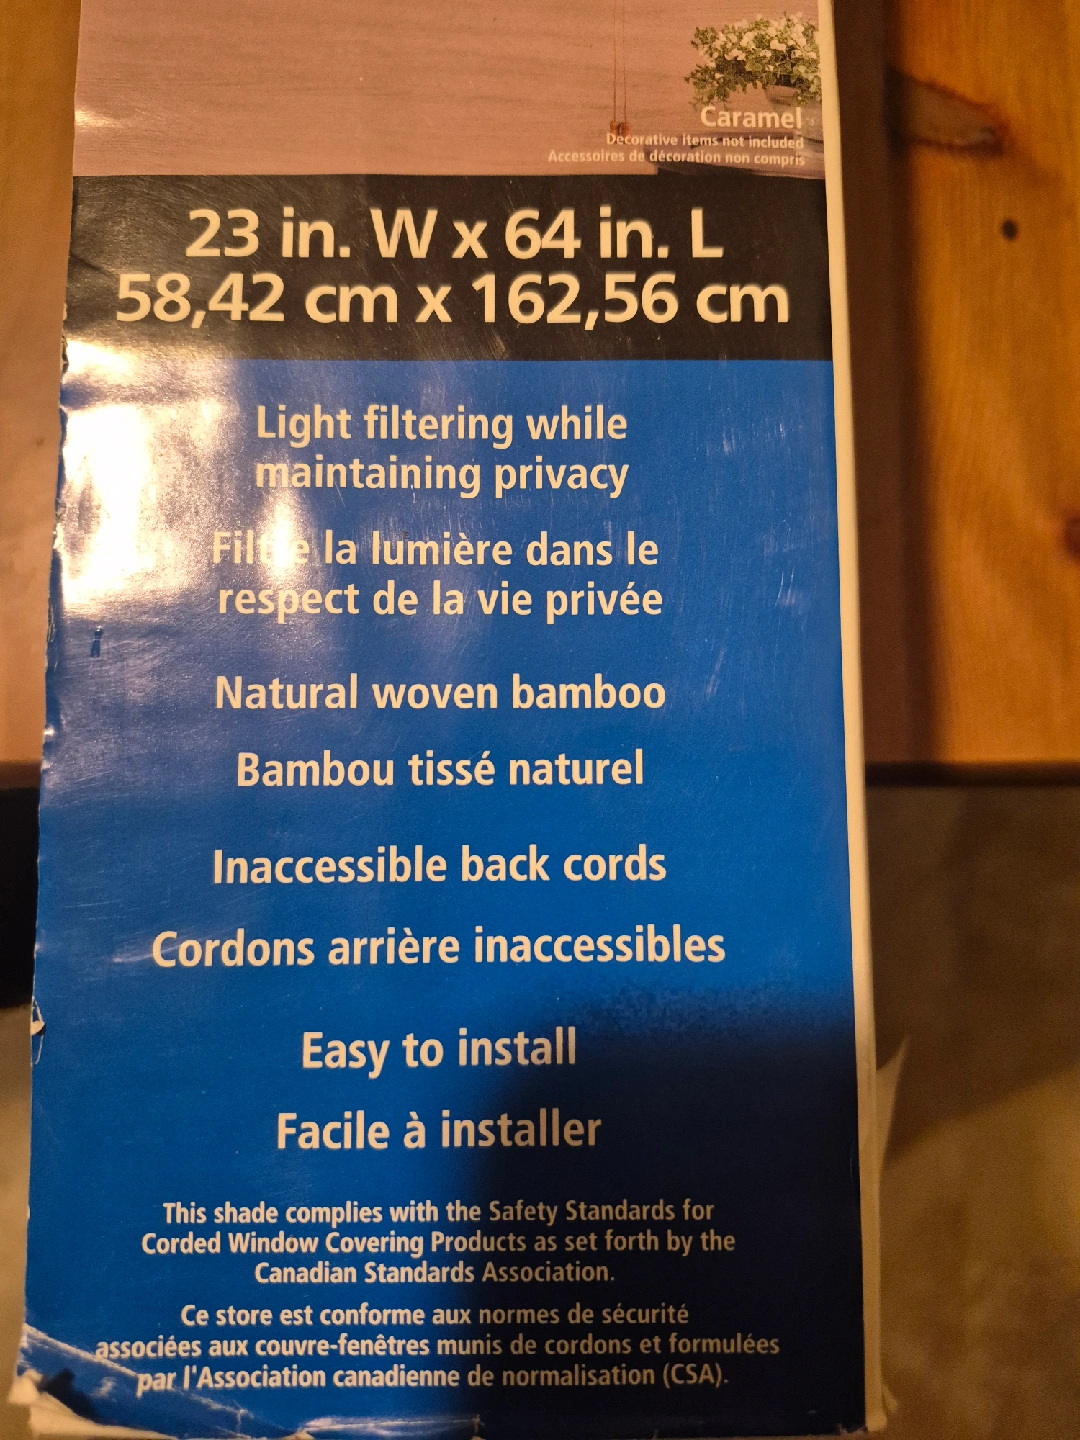 Caramel
Decorative items not included
Accessoires de décoration non compris
23 in. W x 64 in. L
58,42 cm x 162,56 cm
Light filtering while
maintaining privacy
Filtre la lumière dans le
respect de la vie privée
Natural woven bamboo
Bambou tissé naturel
Inaccessible back cords
Cordons arrière inaccessibles
Easy to install
Facile à installer
This shade complies with the Safety Standards for
Corded Window Covering Products as set forth by the
Canadian Standards Association.
Ce store est conforme aux normes de sécurité
associées aux couvre-fenêtres munis de cordons et formulées
par l'Association canadienne de normalisation (CSA).